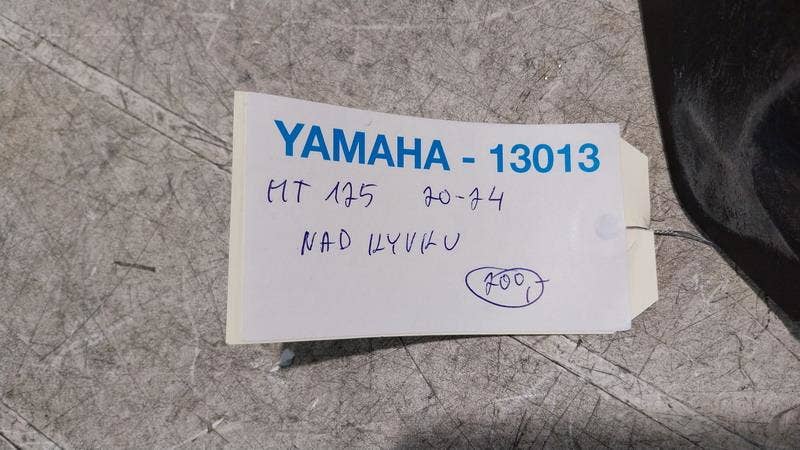 YAMAHA - 13013
MT 125 20-24
NAD KYVKU
200,-